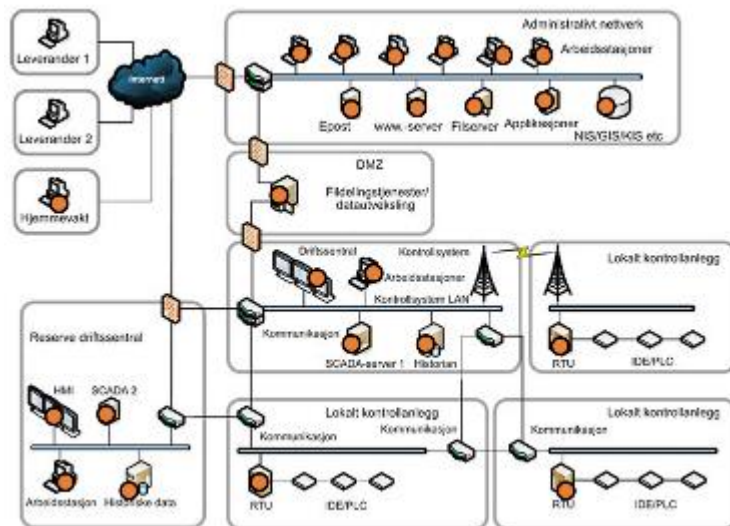 Leverandør 1
Leverandør 2
Hjemmevakt
Internett
Administrativt nettverk
Arbeidsstasjoner
Epost
www.-server
Filserver
Applikasjoner
NIS/GIS/KIS etc
DMZ
Fildelingstjenester/
datautveksling
Driftssentral
Kontrollsystem
Arbeidsstasjoner
Kontrollsystem LAN
Kommunikasjon
SCADA-server 1
Historian
Lokalt kontrollanlegg
RTU
IDE/PLC
Reserve driftssentral
HMI
SCADA 2
Arbeidsstasjon
Historiske data
Lokalt kontrollanlegg
Kommunikasjon
Kommunikasjon
RTU
IDE/PLC
Lokalt kontrollanlegg
Kommunikasjon
RTU
IDE/PLC